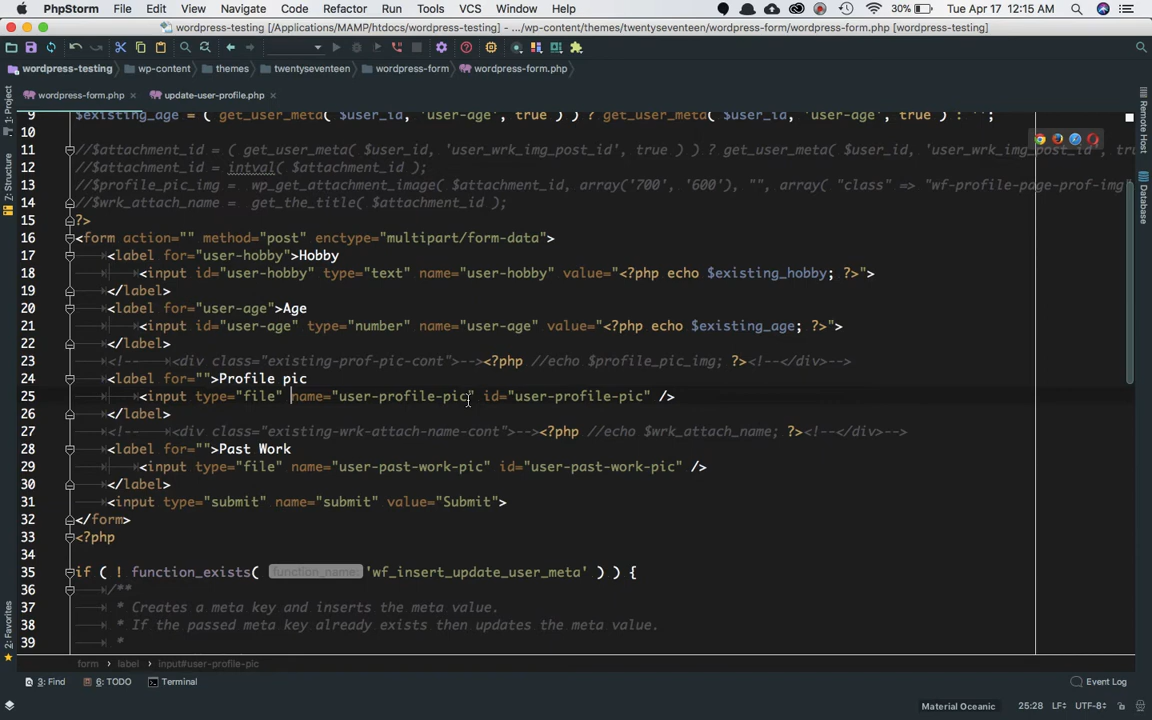 PhpStorm File Edit View Navigate Code Refactor Run Tools VCS Window Help 30% Tue Apr 17 12:15 AM
wordpress-testing [/Applications/MAMP/htdocs/wordpress-testing] - .../wp-content/themes/twentyseventeen/wordpress-form/wordpress-form.php [wordpress-testing]
wordpress-testing wp-content themes twentyseventeen wordpress-form wordpress-form.php
wordpress-form.php × update-user-profile.php ×
1: Project
7: Structure
2: Favorites
Remote Host
Database
9 $existing_age = ( get_user_meta( $user_id, 'user-age', true ) ) ? get_user_meta( $user_id, 'user-age', true ) : '';
10
11 //$attachment_id = ( get_user_meta( $user_id, 'user_wrk_img_post_id', true ) ) ? get_user_meta( $user_id, 'user_wrk_img_post_id', tru
12 //$attachment_id = intval( $attachment_id );
13 //$profile_pic_img = wp_get_attachment_image( $attachment_id, array('700', '600'), "", array( "class" => "wf-profile-page-prof-img"
14 //$wrk_attach_name = get_the_title( $attachment_id );
15 ?>
16 <form action="" method="post" enctype="multipart/form-data">
17 <label for="user-hobby">Hobby
18 <input id="user-hobby" type="text" name="user-hobby" value="<?php echo $existing_hobby; ?>">
19 </label>
20 <label for="user-age">Age
21 <input id="user-age" type="number" name="user-age" value="<?php echo $existing_age; ?>">
22 </label>
23 <!-- <div class="existing-prof-pic-cont">--><?php //echo $profile_pic_img; ?><!--</div>-->
24 <label for="">Profile pic
25 <input type="file" name="user-profile-pic" id="user-profile-pic" />
26 </label>
27 <!-- <div class="existing-wrk-attach-name-cont">--><?php //echo $wrk_attach_name; ?><!--</div>-->
28 <label for="">Past Work
29 <input type="file" name="user-past-work-pic" id="user-past-work-pic" />
30 </label>
31 <input type="submit" name="submit" value="Submit">
32 </form>
33 <?php
34
35 if ( ! function_exists( function_name: 'wf_insert_update_user_meta' ) ) {
36 /**
37 * Creates a meta key and inserts the meta value.
38 * If the passed meta key already exists then updates the meta value.
39 *
form label input#user-profile-pic
3: Find 6: TODO Terminal Event Log
Material Oceanic 25:28 LF÷ UTF-8÷